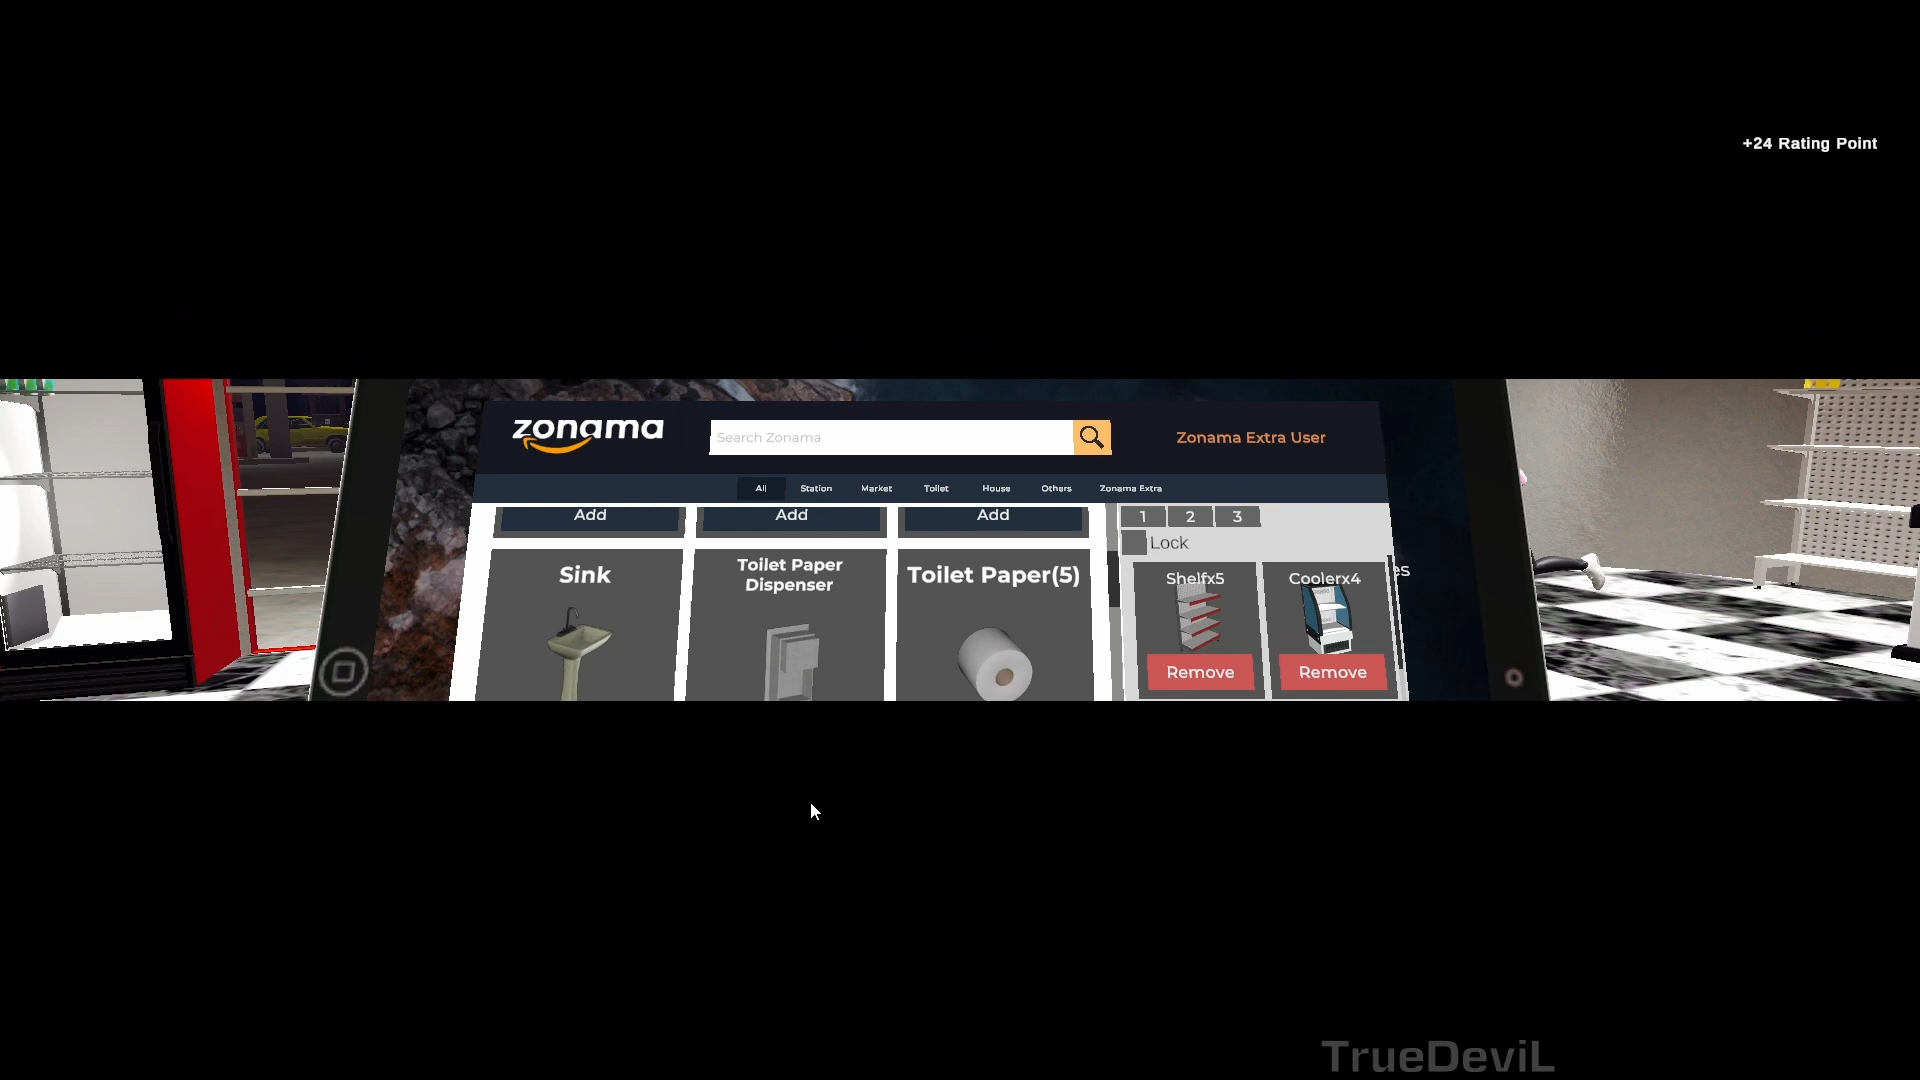 +24 Rating Point
zonama
Search Zonama
Zonama Extra User
All
Station
Market
Toilet
House
Others
Zonama Extra
Add
Add
Add
1
2
3
Lock
Sink
Toilet Paper
Dispenser
Toilet Paper(5)
Shelfx5
Coolerx4
es
Remove
Remove
TrueDeviL